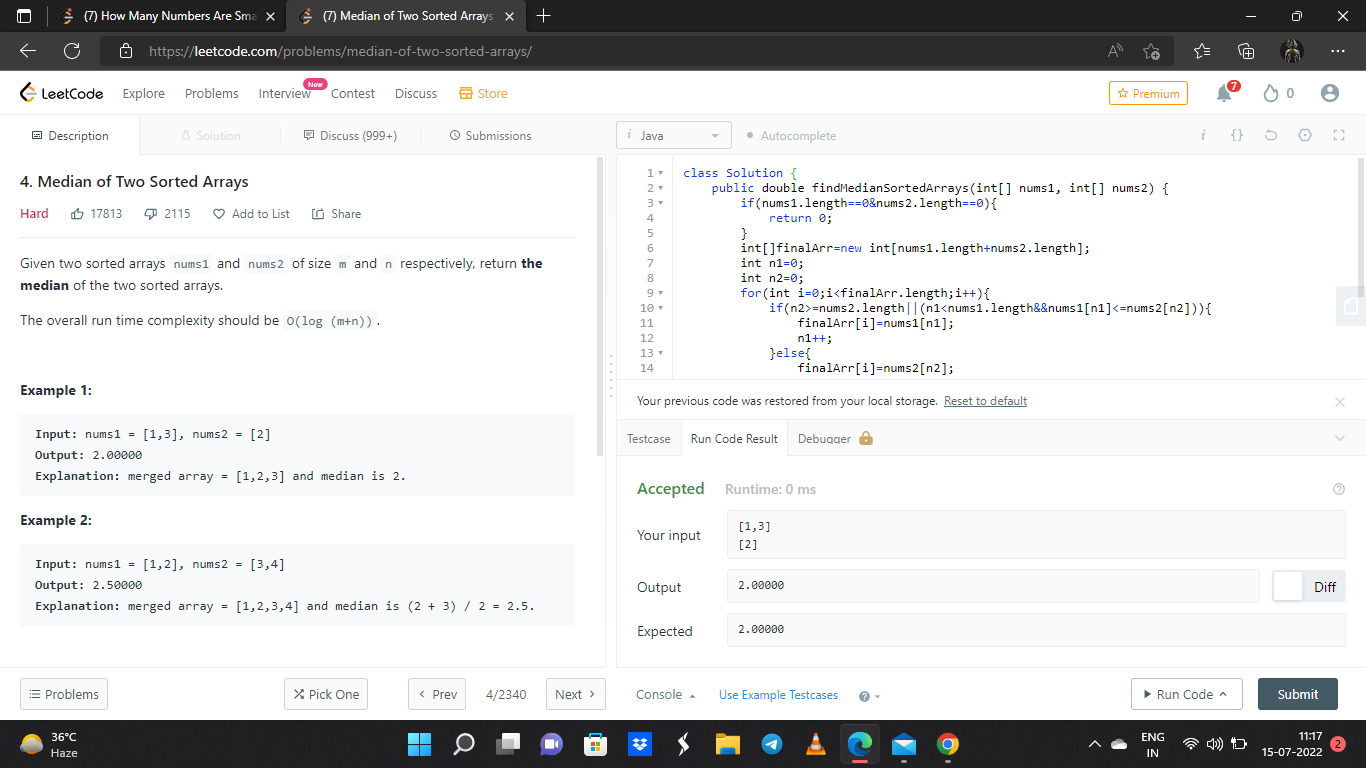 (7) How Many Numbers Are Sma
(7) Median of Two Sorted Arrays
https://leetcode.com/problems/median-of-two-sorted-arrays/
LeetCode Explore Problems Interview New Contest Discuss Store Premium 7 0
Description Solution Discuss (999+) Submissions
i Java Autocomplete
4. Median of Two Sorted Arrays
Hard 17813 2115 Add to List Share
Given two sorted arrays nums1 and nums2 of size m and n respectively, return the
median of the two sorted arrays.
The overall run time complexity should be O(log (m+n)).
Example 1:
Input: nums1 = [1,3], nums2 = [2]
Output: 2.00000
Explanation: merged array = [1,2,3] and median is 2.
Example 2:
Input: nums1 = [1,2], nums2 = [3,4]
Output: 2.50000
Explanation: merged array = [1,2,3,4] and median is (2 + 3) / 2 = 2.5.
Problems Pick One Prev 4/2340 Next
1 class Solution {
2 public double findMedianSortedArrays(int[] nums1, int[] nums2) {
3 if(nums1.length==0&nums2.length==0){
4 return 0;
5 }
6 int[]finalArr=new int[nums1.length+nums2.length];
7 int n1=0;
8 int n2=0;
9 for(int i=0;i<finalArr.length;i++){
10 if(n2>=nums2.length||(n1<nums1.length&&nums1[n1]<=nums2[n2])){
11 finalArr[i]=nums1[n1];
12 n1++;
13 }else{
14 finalArr[i]=nums2[n2];
Your previous code was restored from your local storage. Reset to default
Testcase Run Code Result Debugger
Accepted Runtime: 0 ms
Your input
[1,3]
[2]
Output 2.00000 Diff
Expected 2.00000
Console Use Example Testcases Run Code Submit
36°C
Haze
ENG
IN
11:17
15-07-2022
2